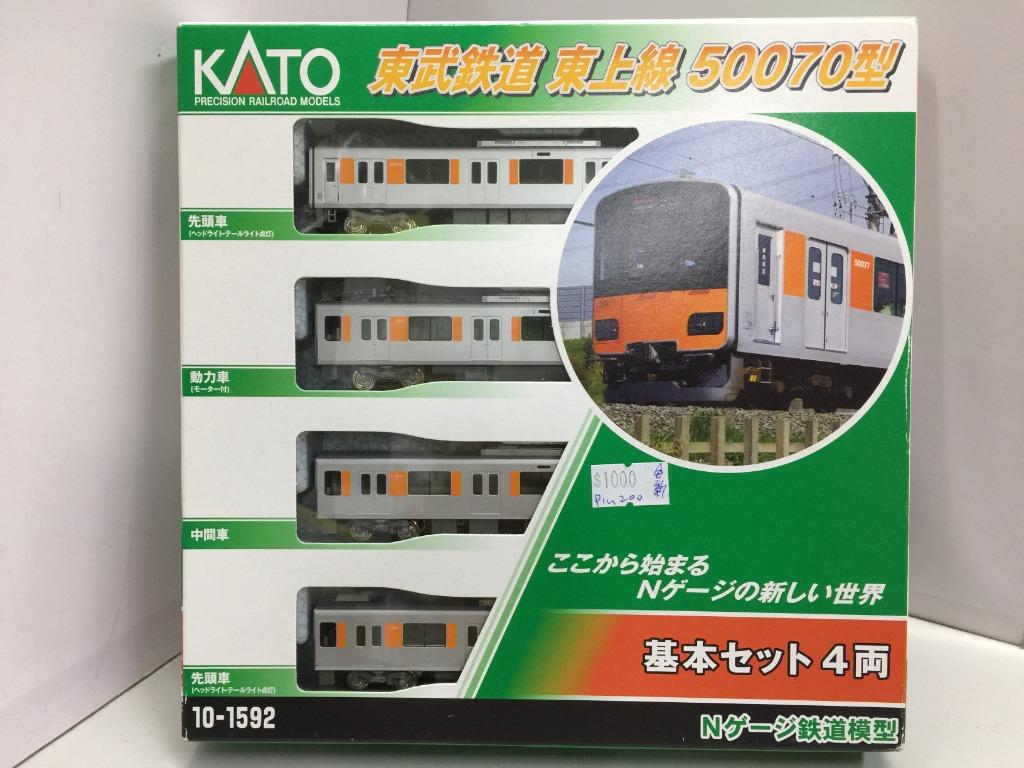 KATO
PRECISION RAILROAD MODELS
東武鉄道 東上線 50070型
先頭車
(ヘッドライト・テールライト点灯)
50077
動力車
(モーター付)
中間車
$1000
Pin 200
全新
ここから始まる
Nゲージの新しい世界
基本セット4両
先頭車
(ヘッドライト・テールライト点灯)
10-1592
Nゲージ鉄道模型